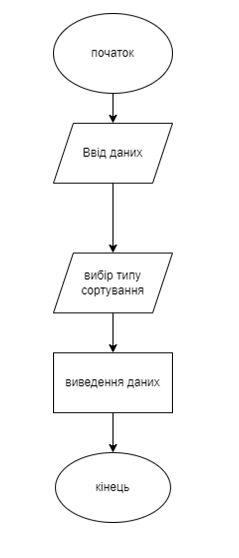 початок
Ввід даних
вибір типу
сортування
виведення даних
кінець